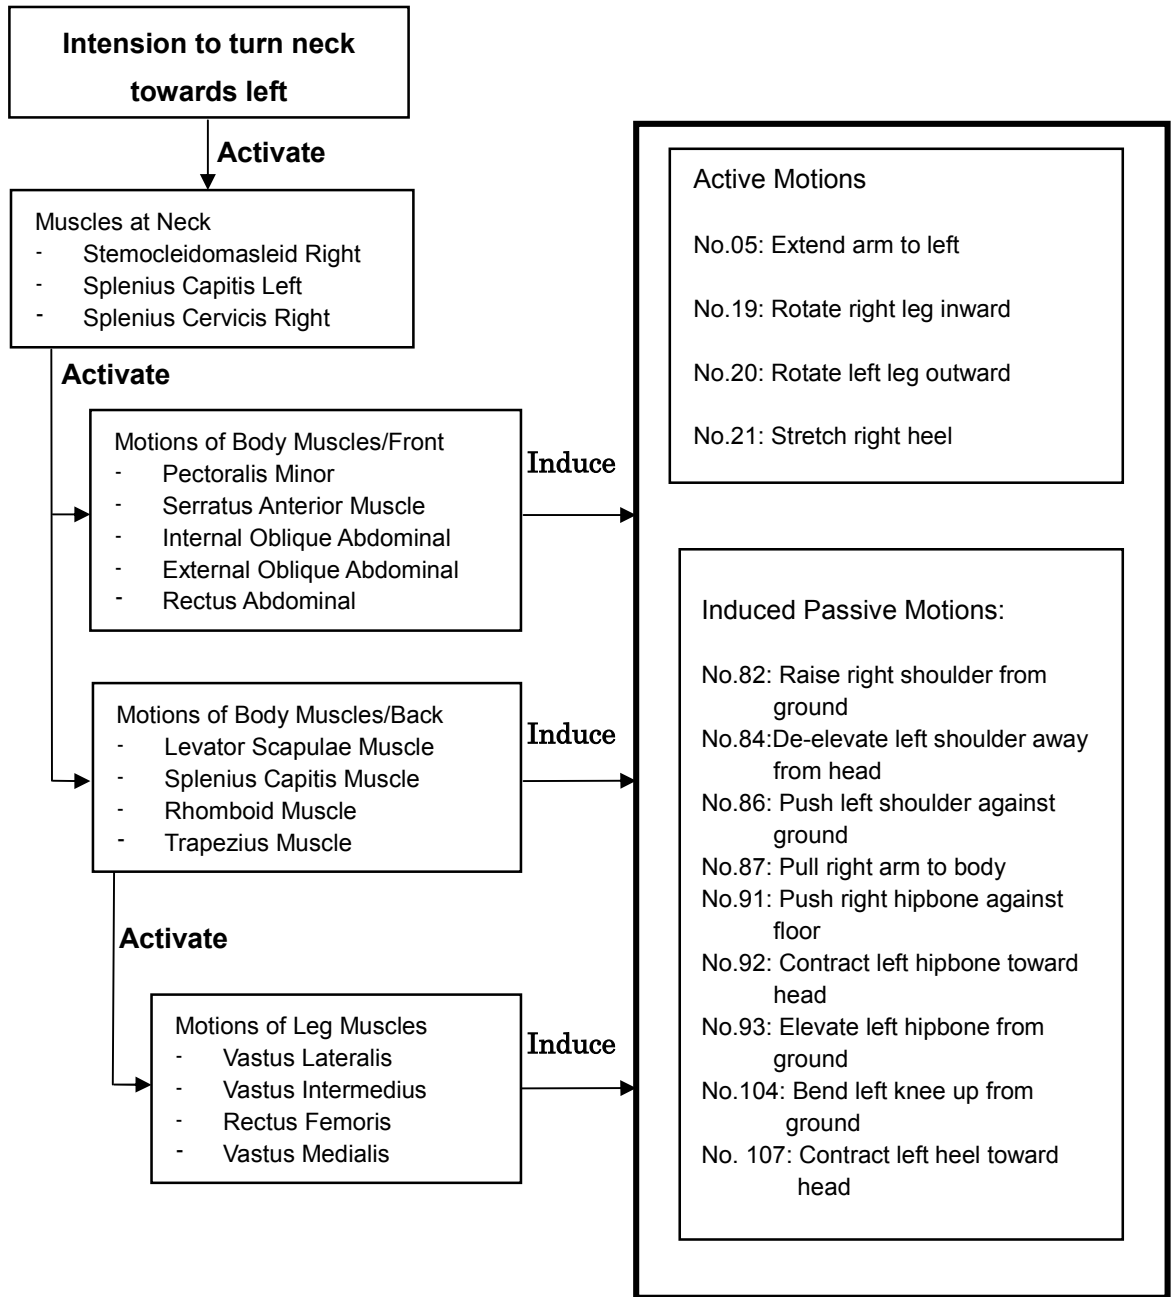 Intension to turn neck
towards left
Activate
Muscles at Neck
- Stemocleidomasleid Right
- Splenius Capitis Left
- Splenius Cervicis Right
Activate
Motions of Body Muscles/Front
- Pectoralis Minor
- Serratus Anterior Muscle
- Internal Oblique Abdominal
- External Oblique Abdominal
- Rectus Abdominal
Induce
Motions of Body Muscles/Back
- Levator Scapulae Muscle
- Splenius Capitis Muscle
- Rhomboid Muscle
- Trapezius Muscle
Induce
Activate
Motions of Leg Muscles
- Vastus Lateralis
- Vastus Intermedius
- Rectus Femoris
- Vastus Medialis
Induce
Active Motions
No.05: Extend arm to left
No.19: Rotate right leg inward
No.20: Rotate left leg outward
No.21: Stretch right heel
Induced Passive Motions:
No.82: Raise right shoulder from
ground
No.84:De-elevate left shoulder away
from head
No.86: Push left shoulder against
ground
No.87: Pull right arm to body
No.91: Push right hipbone against
floor
No.92: Contract left hipbone toward
head
No.93: Elevate left hipbone from
ground
No.104: Bend left knee up from
ground
No. 107: Contract left heel toward
head